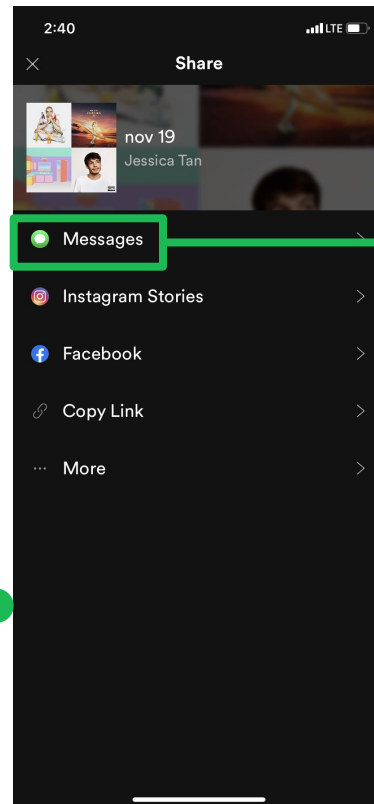 2:40
LTE
Share
nov 19
Jessica Tan
Messages
Instagram Stories
Facebook
Copy Link
More